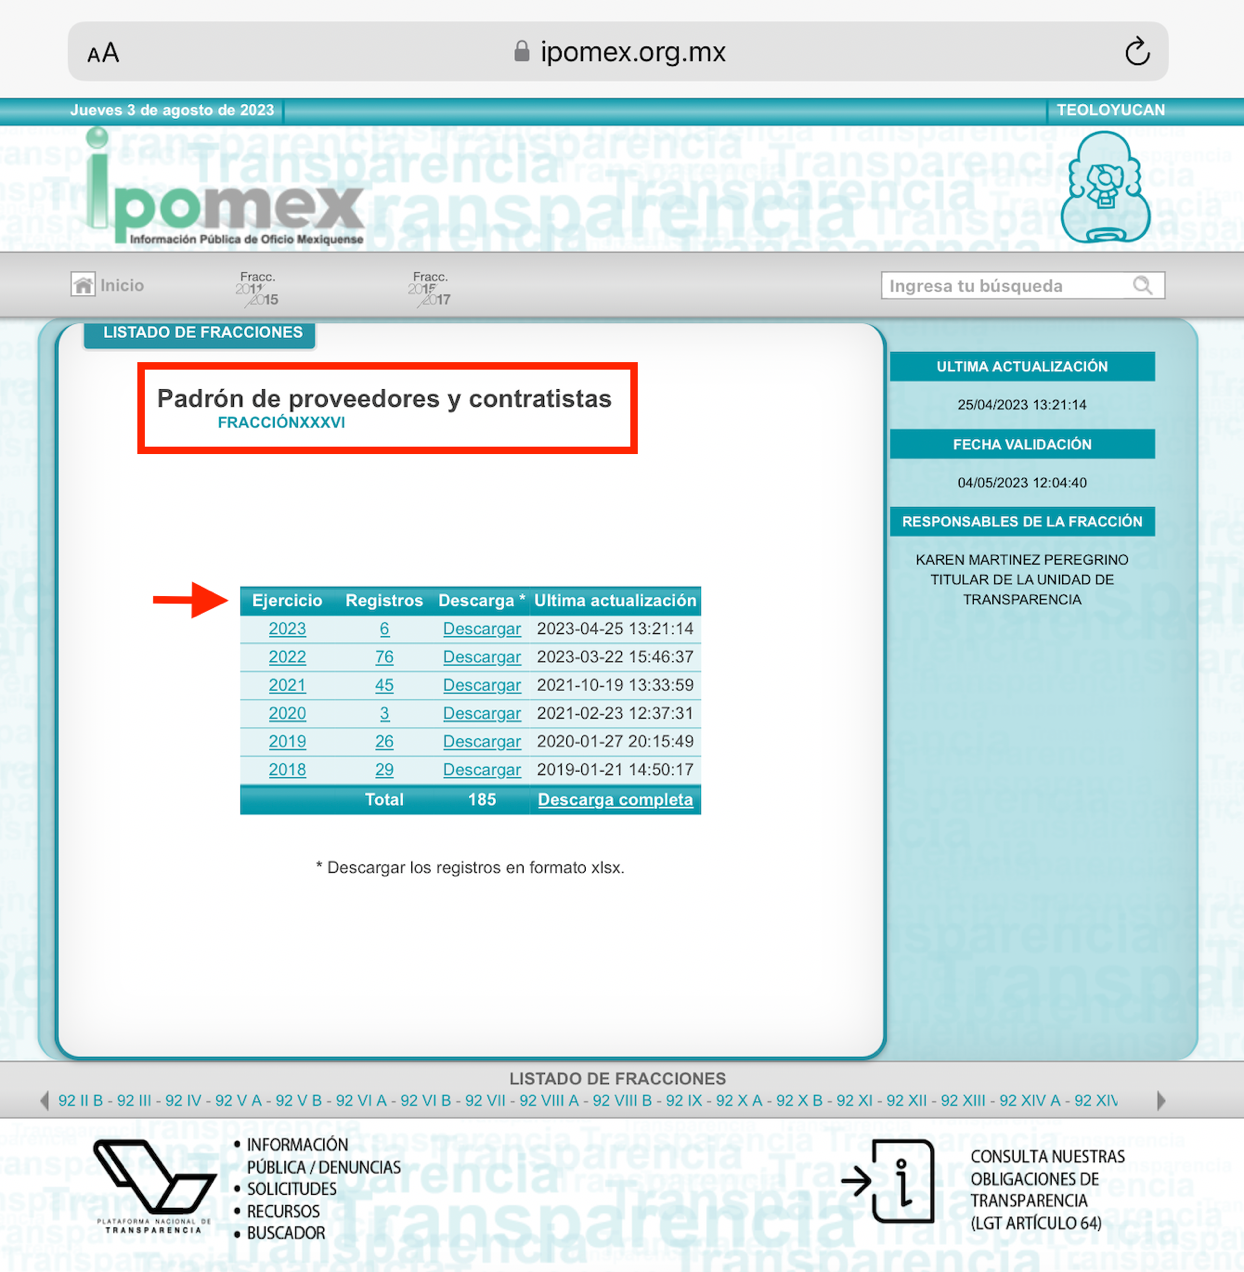 AA
ipomex.org.mx
Jueves 3 de agosto de 2023
TEOLOYUCAN
ipomex
Información Pública de Oficio Mexiquense
Inicio
Fracc.
2011
2015
Fracc.
2015
2017
Ingresa tu búsqueda
LISTADO DE FRACCIONES
Padrón de proveedores y contratistas
FRACCIÓNXXXVI
ULTIMA ACTUALIZACIÓN
25/04/2023 13:21:14
FECHA VALIDACIÓN
04/05/2023 12:04:40
RESPONSABLES DE LA FRACCIÓN
KAREN MARTINEZ PEREGRINO
TITULAR DE LA UNIDAD DE
TRANSPARENCIA
Ejercicio Registros Descarga * Ultima actualización
2023 6 Descargar 2023-04-25 13:21:14
2022 76 Descargar 2023-03-22 15:46:37
2021 45 Descargar 2021-10-19 13:33:59
2020 3 Descargar 2021-02-23 12:37:31
2019 26 Descargar 2020-01-27 20:15:49
2018 29 Descargar 2019-01-21 14:50:17
Total 185 Descarga completa
* Descargar los registros en formato xlsx.
LISTADO DE FRACCIONES
92 II B - 92 III - 92 IV - 92 V A - 92 V B - 92 VI A - 92 VI B - 92 VII - 92 VIII A - 92 VIII B - 92 IX - 92 X A - 92 X B - 92 XI - 92 XII - 92 XIII - 92 XIV A - 92 XIV
PLATAFORMA NACIONAL DE
TRANSPARENCIA
• INFORMACIÓN
PÚBLICA / DENUNCIAS
• SOLICITUDES
• RECURSOS
• BUSCADOR
CONSULTA NUESTRAS
OBLIGACIONES DE
TRANSPARENCIA
(LGT ARTÍCULO 64)